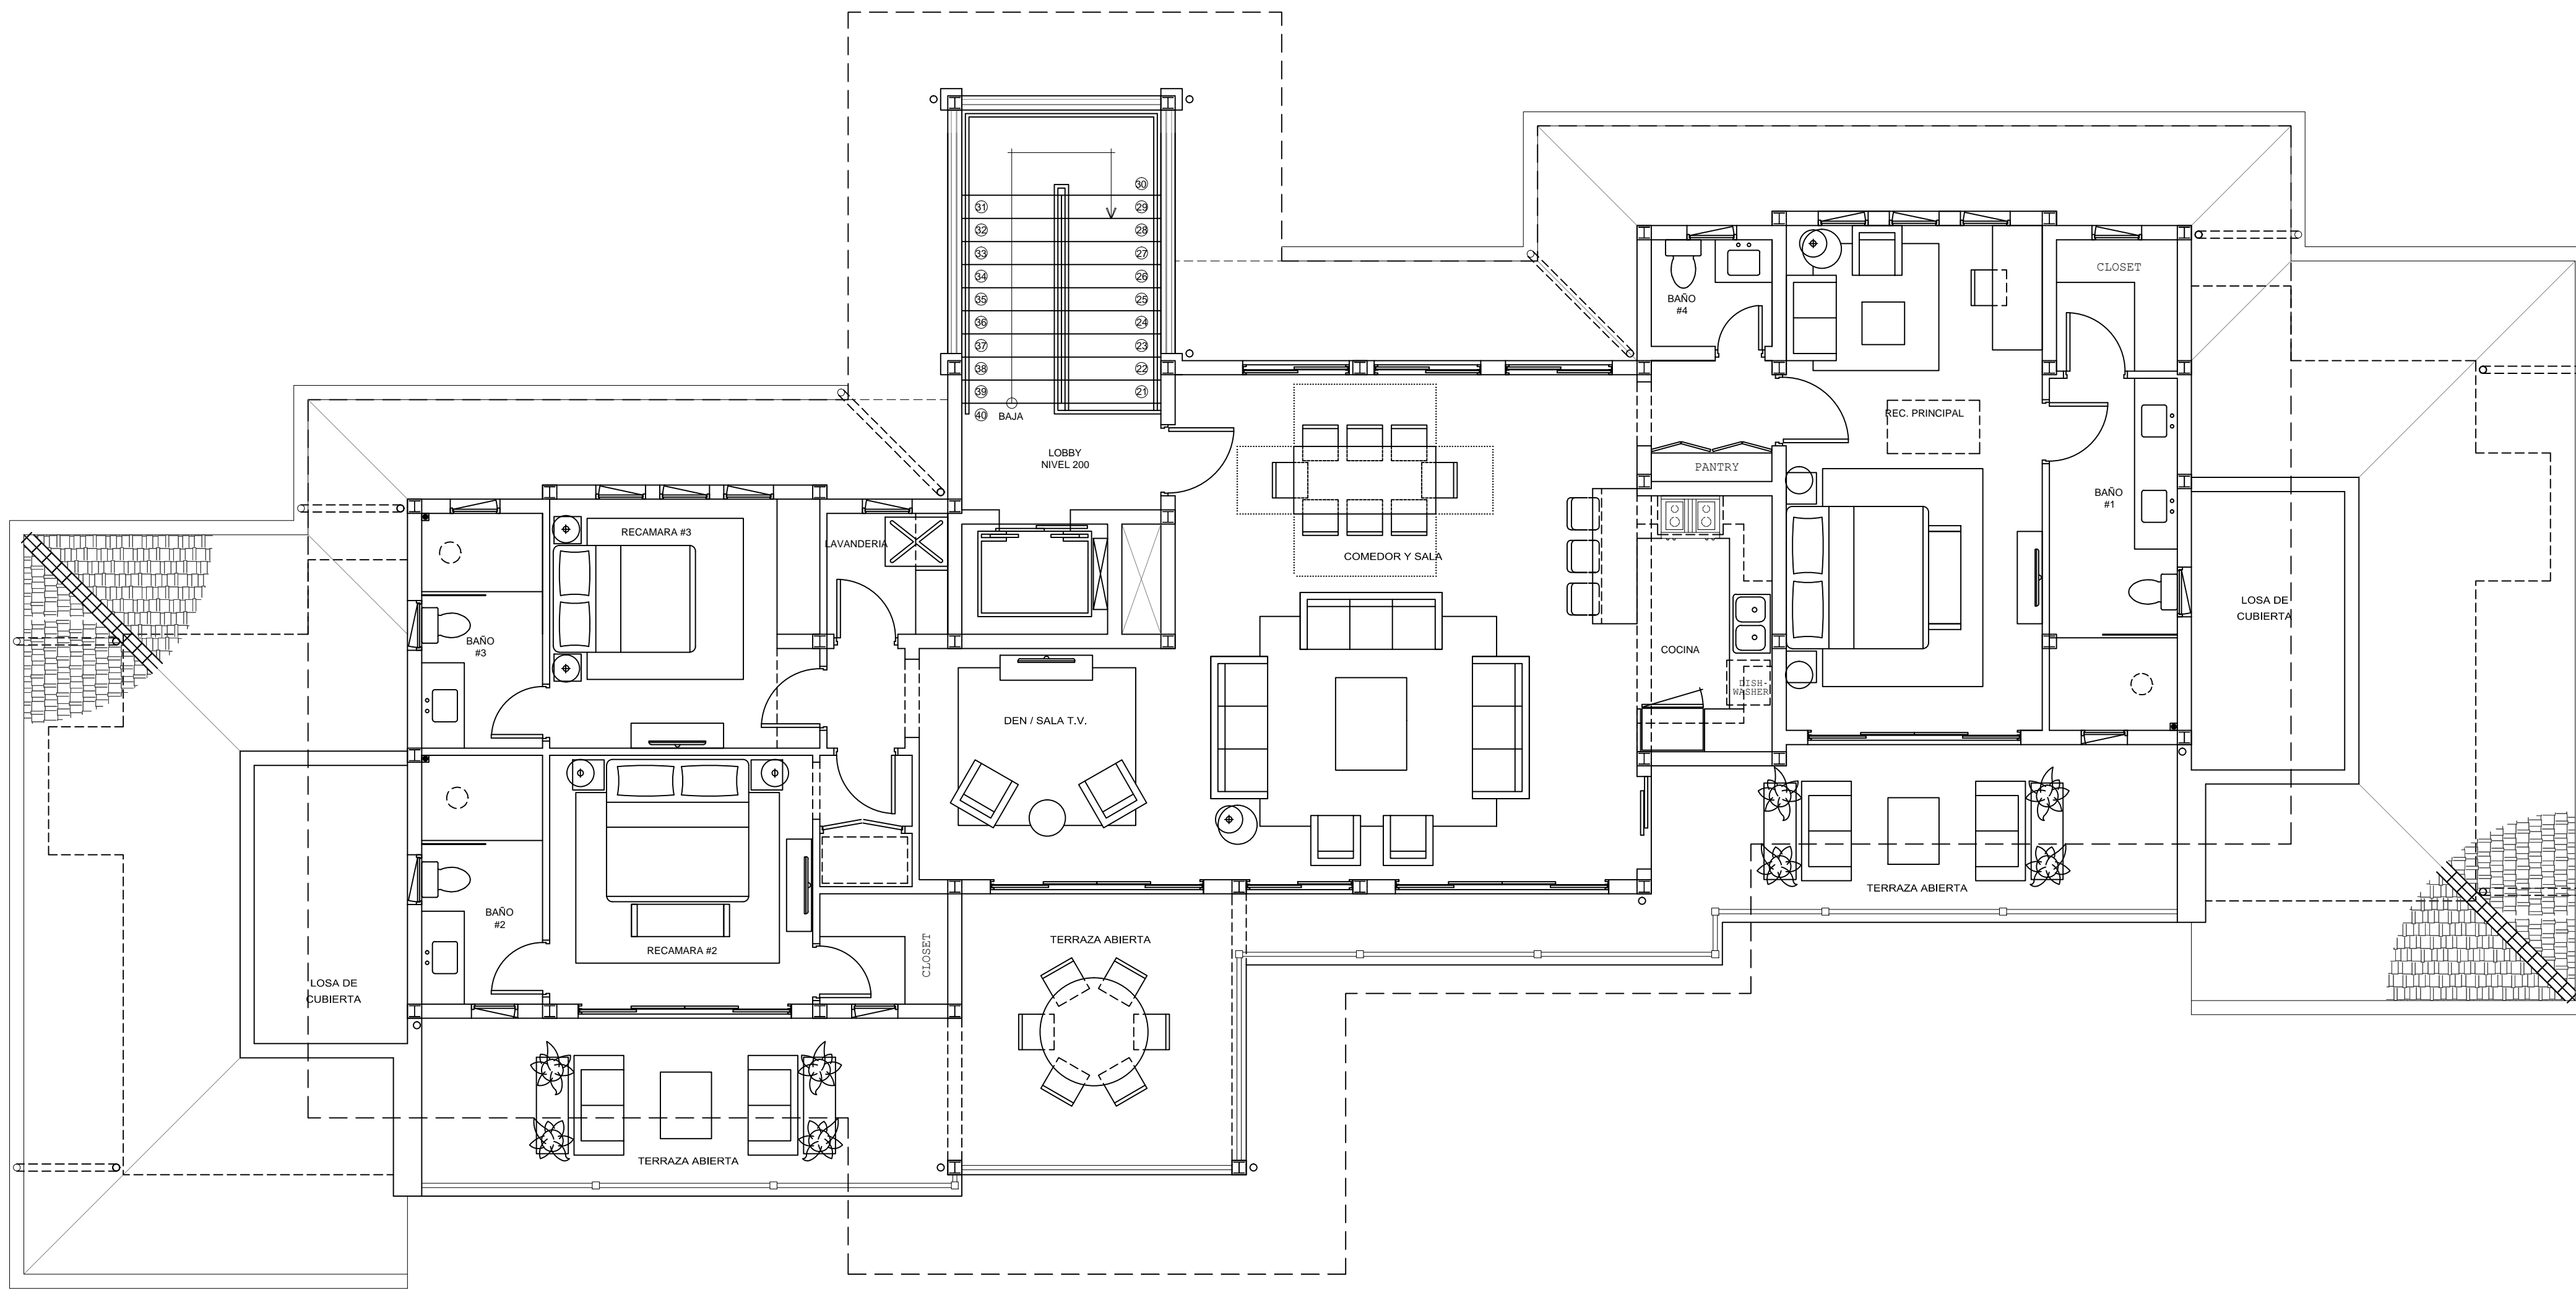 30
31
29
32
28
33
27
34
26
35
25
36
24
37
23
38
22
39
21
40
BAJA
LOBBY
NIVEL 200
BAÑO
#4
CLOSET
REC. PRINCIPAL
PANTRY
BAÑO
#1
RECAMARA #3
LAVANDERIA
COMEDOR Y SALA
LOSA DE
CUBIERTA
BAÑO
#3
COCINA
DISH-
WASHER
DEN / SALA T.V.
TERRAZA ABIERTA
BAÑO
#2
RECAMARA #2
CLOSET
TERRAZA ABIERTA
LOSA DE
CUBIERTA
TERRAZA ABIERTA